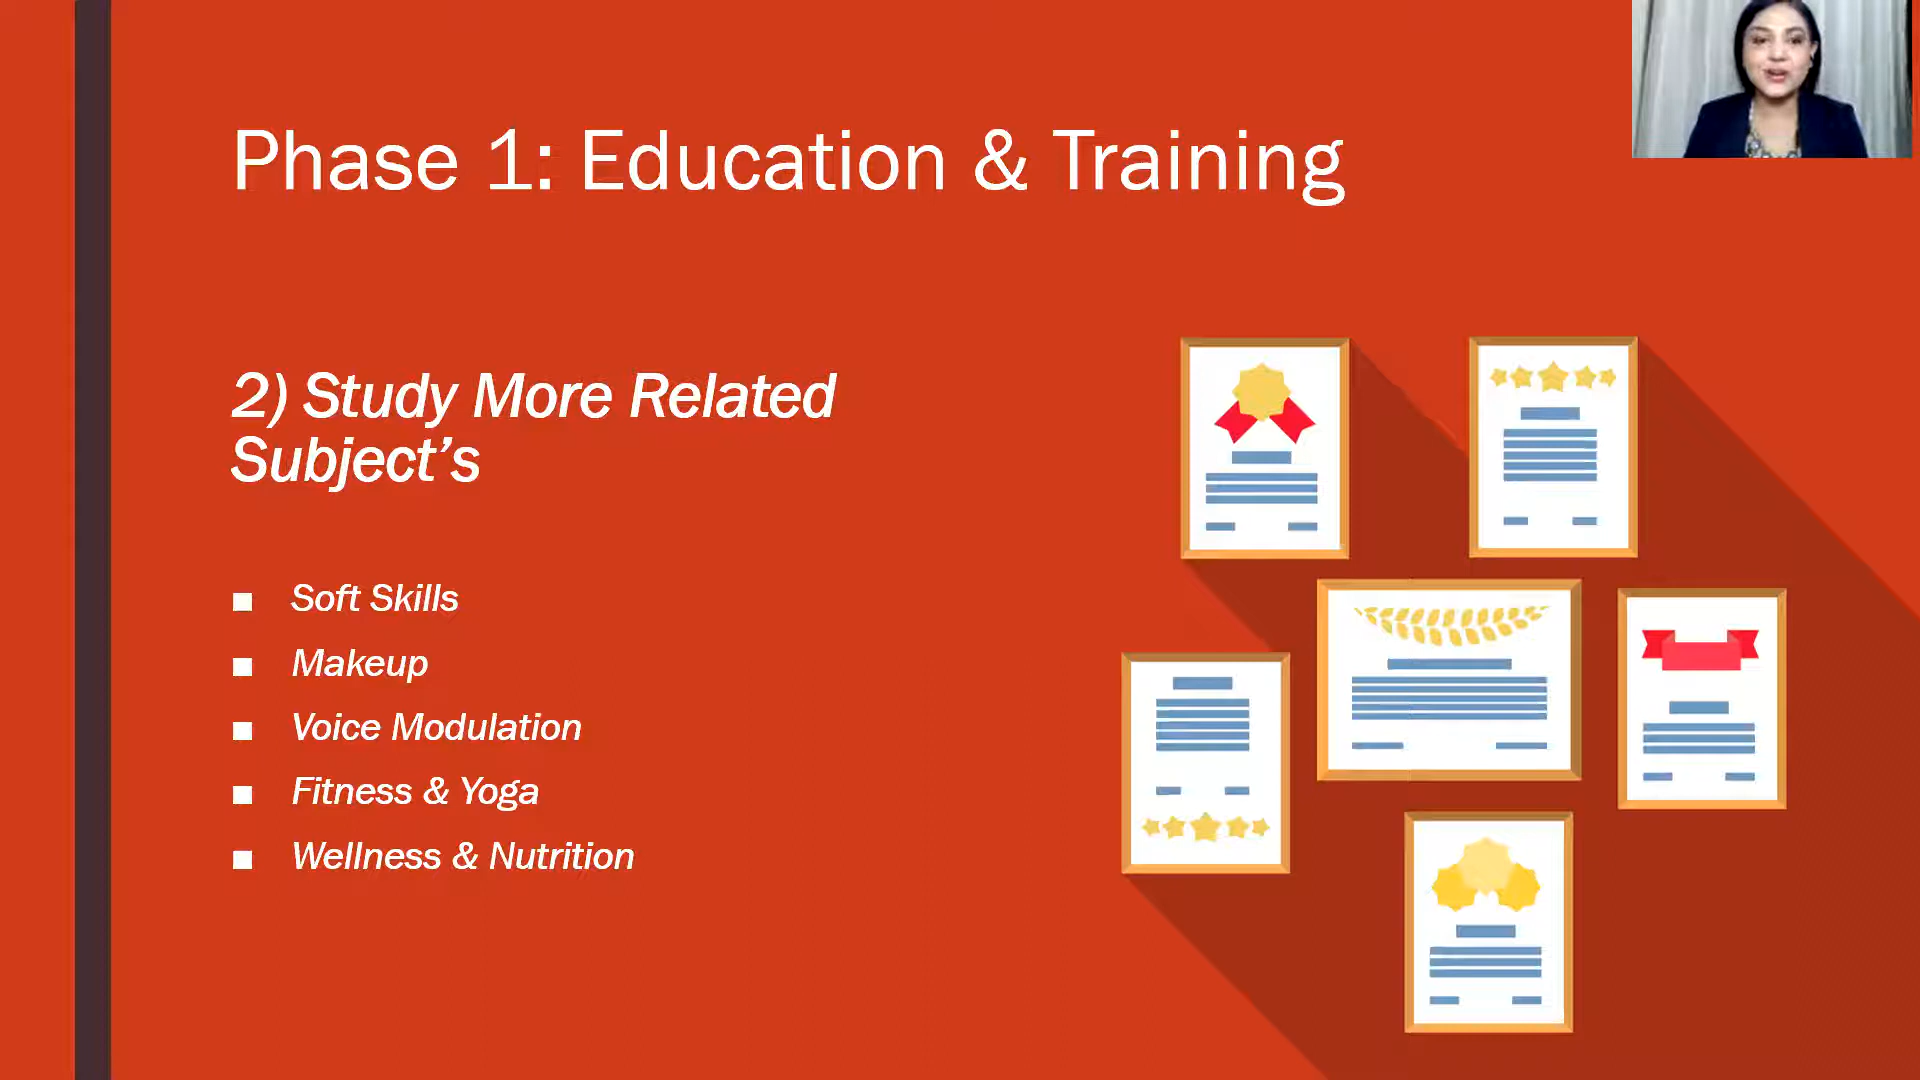 Phase 1: Education & Training
2) Study More Related
Subject’s
Soft Skills
Makeup
Voice Modulation
Fitness & Yoga
Wellness & Nutrition